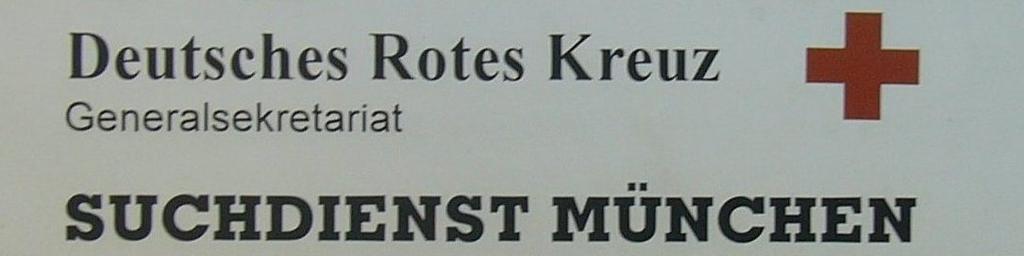 Deutsches Rotes Kreuz
Generalsekretariat
SUCHDIENST MÜNCHEN